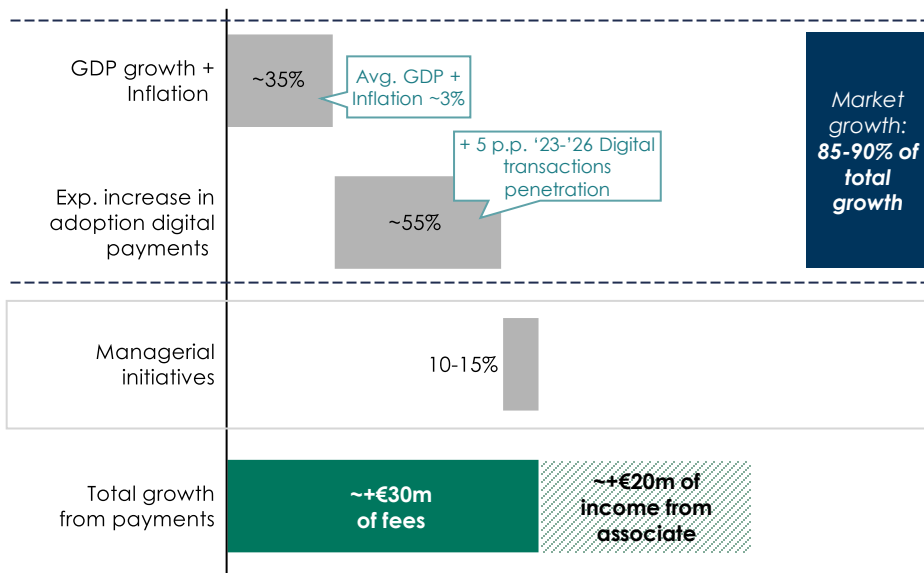 GDP growth +
Inflation
~35%
Avg. GDP +
Inflation ~3%
Market
growth:
85-90% of
total
growth
+ 5 p.p. ‘23-’26 Digital
transactions
penetration
Exp. increase in
adoption digital
payments
~55%
Managerial
initiatives
10-15%
Total growth
from payments
~+€30m
of fees
~+€20m of
income from
associate